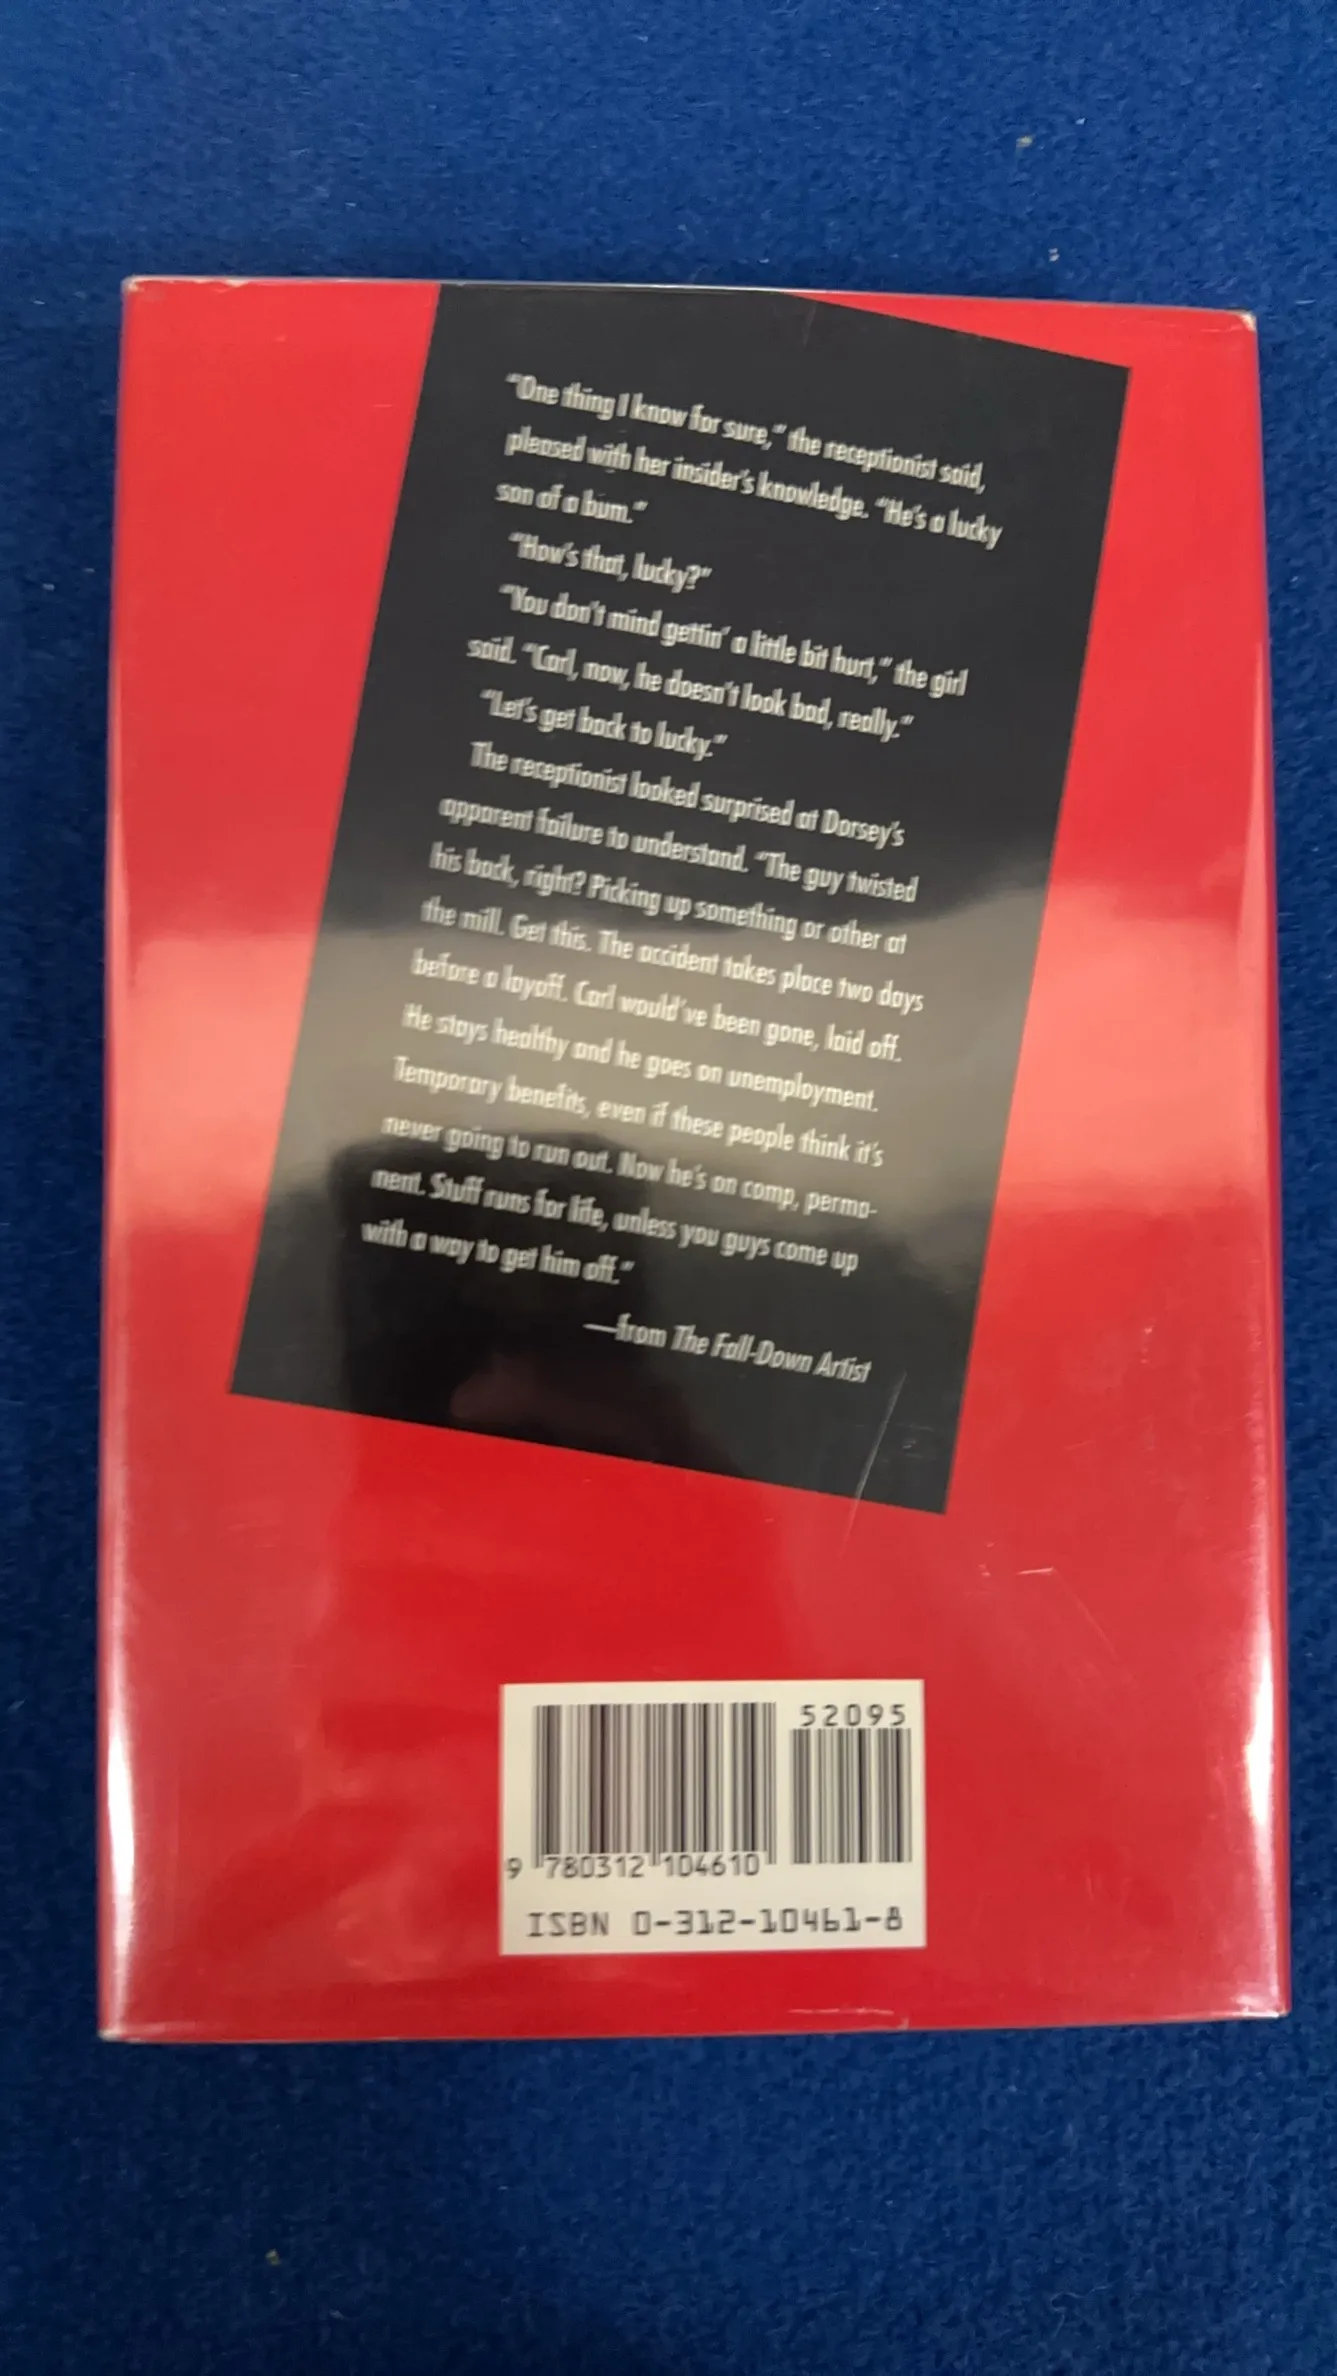 “One thing I know for sure,” the receptionist said,
pleased with her insider's knowledge. “He's a lucky
son of a bum.”
“How's that, lucky?”
“You don't mind gettin' a little bit hurt,” the girl
said. “Carl, now, he doesn't look bad, really.”
“Let's get back to lucky.”
The receptionist looked surprised at Dorsey's
apparent failure to understand. “The guy twisted
his back, right? Picking up something or other at
the mill. Get this. The accident takes place two days
before a layoff. Carl would've been gone, laid off.
He stays healthy and he goes on unemployment.
Temporary benefits, even if these people think it's
never going to run out. Now he's on comp, perma-
nent. Stuff runs for life, unless you guys come up
with a way to get him off.”
—from The Fall-Down Artist
52095
9 780312 104610
ISBN 0-312-10461-8